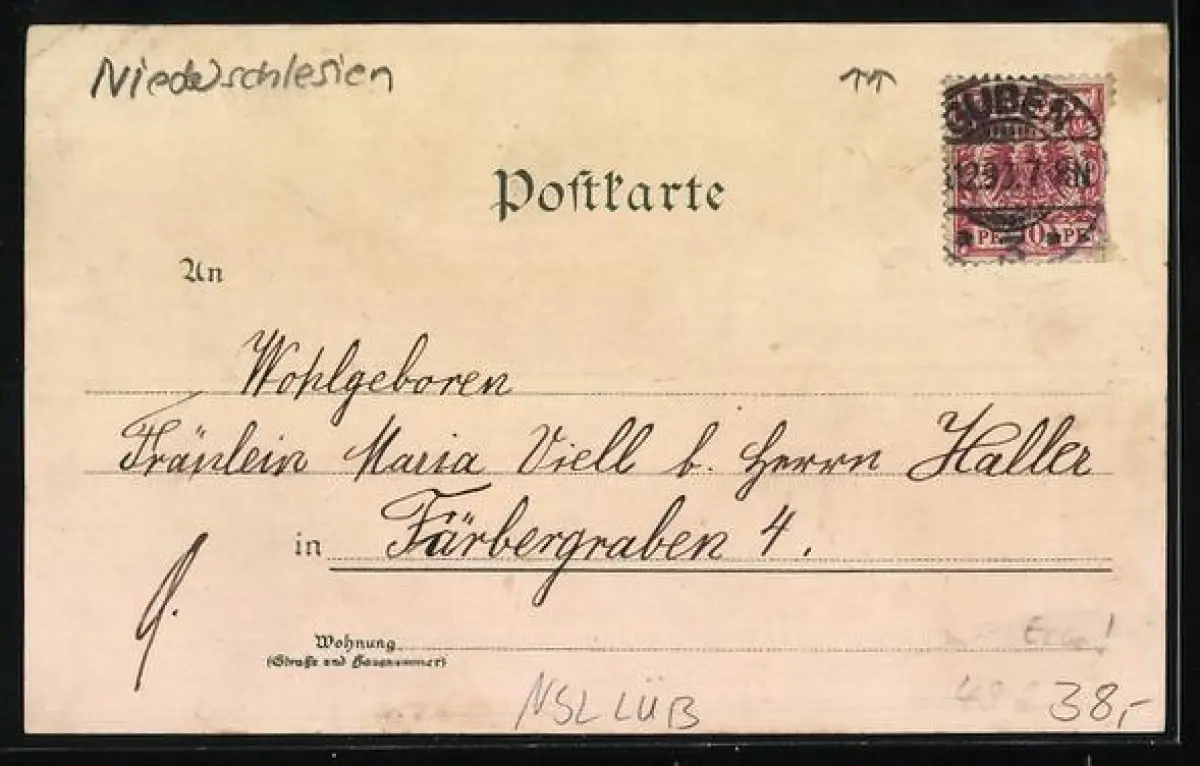 Niederschlesien
GUBEN
Postkarte
An
Wohlgeboren
Fräulein Maria Viell b. Herrn Haller
in Färbergraben 4.
Wohnung
(Straße und Hausnummer)
NSL LÜB
38,-